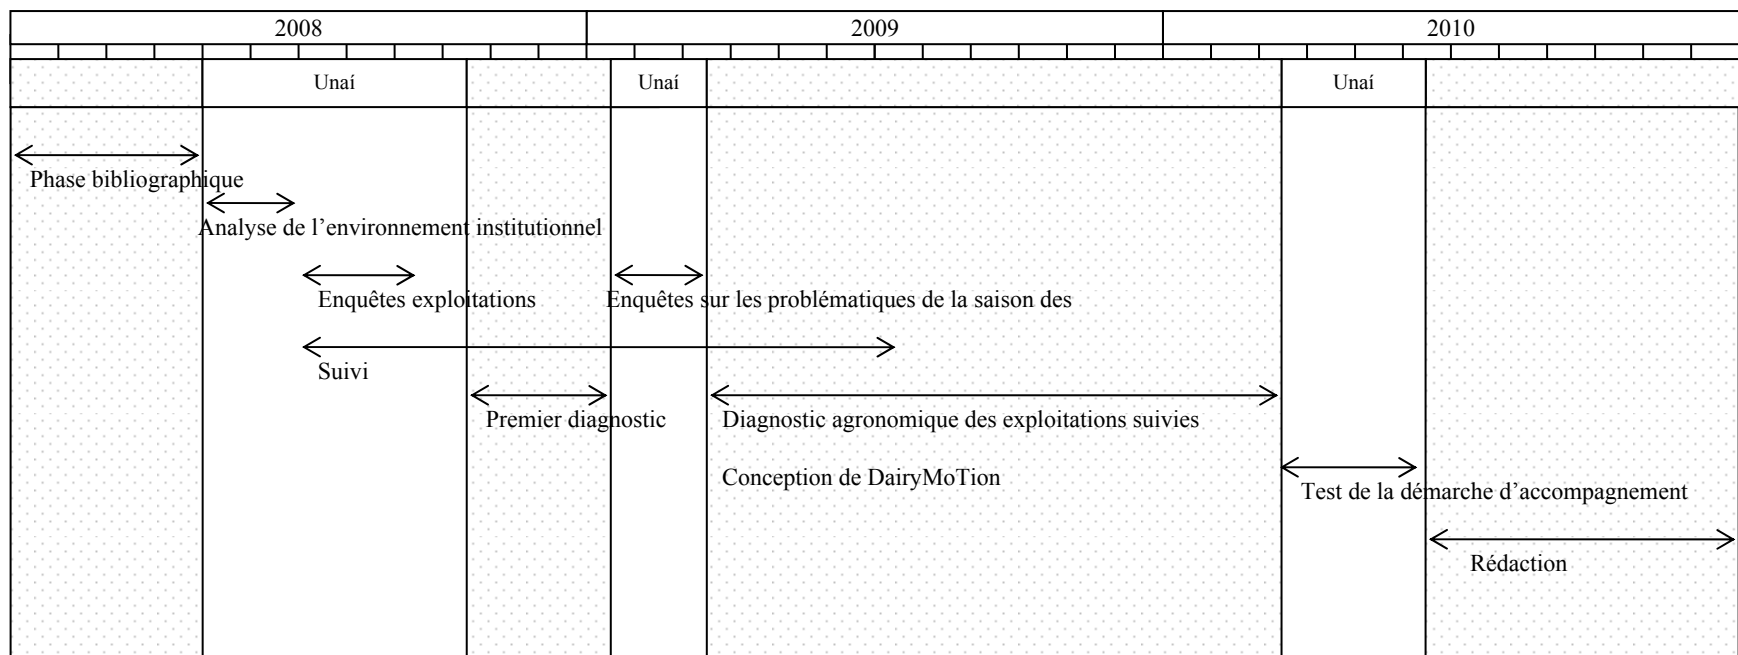 2008 2009 2010
Unaí Unaí Unaí
Phase bibliographique
Analyse de l’environnement institutionnel
Enquêtes exploitations Enquêtes sur les problématiques de la saison des
Suivi
Premier diagnostic Diagnostic agronomique des exploitations suivies
Conception de DairyMoTion
Test de la démarche d’accompagnement
Rédaction